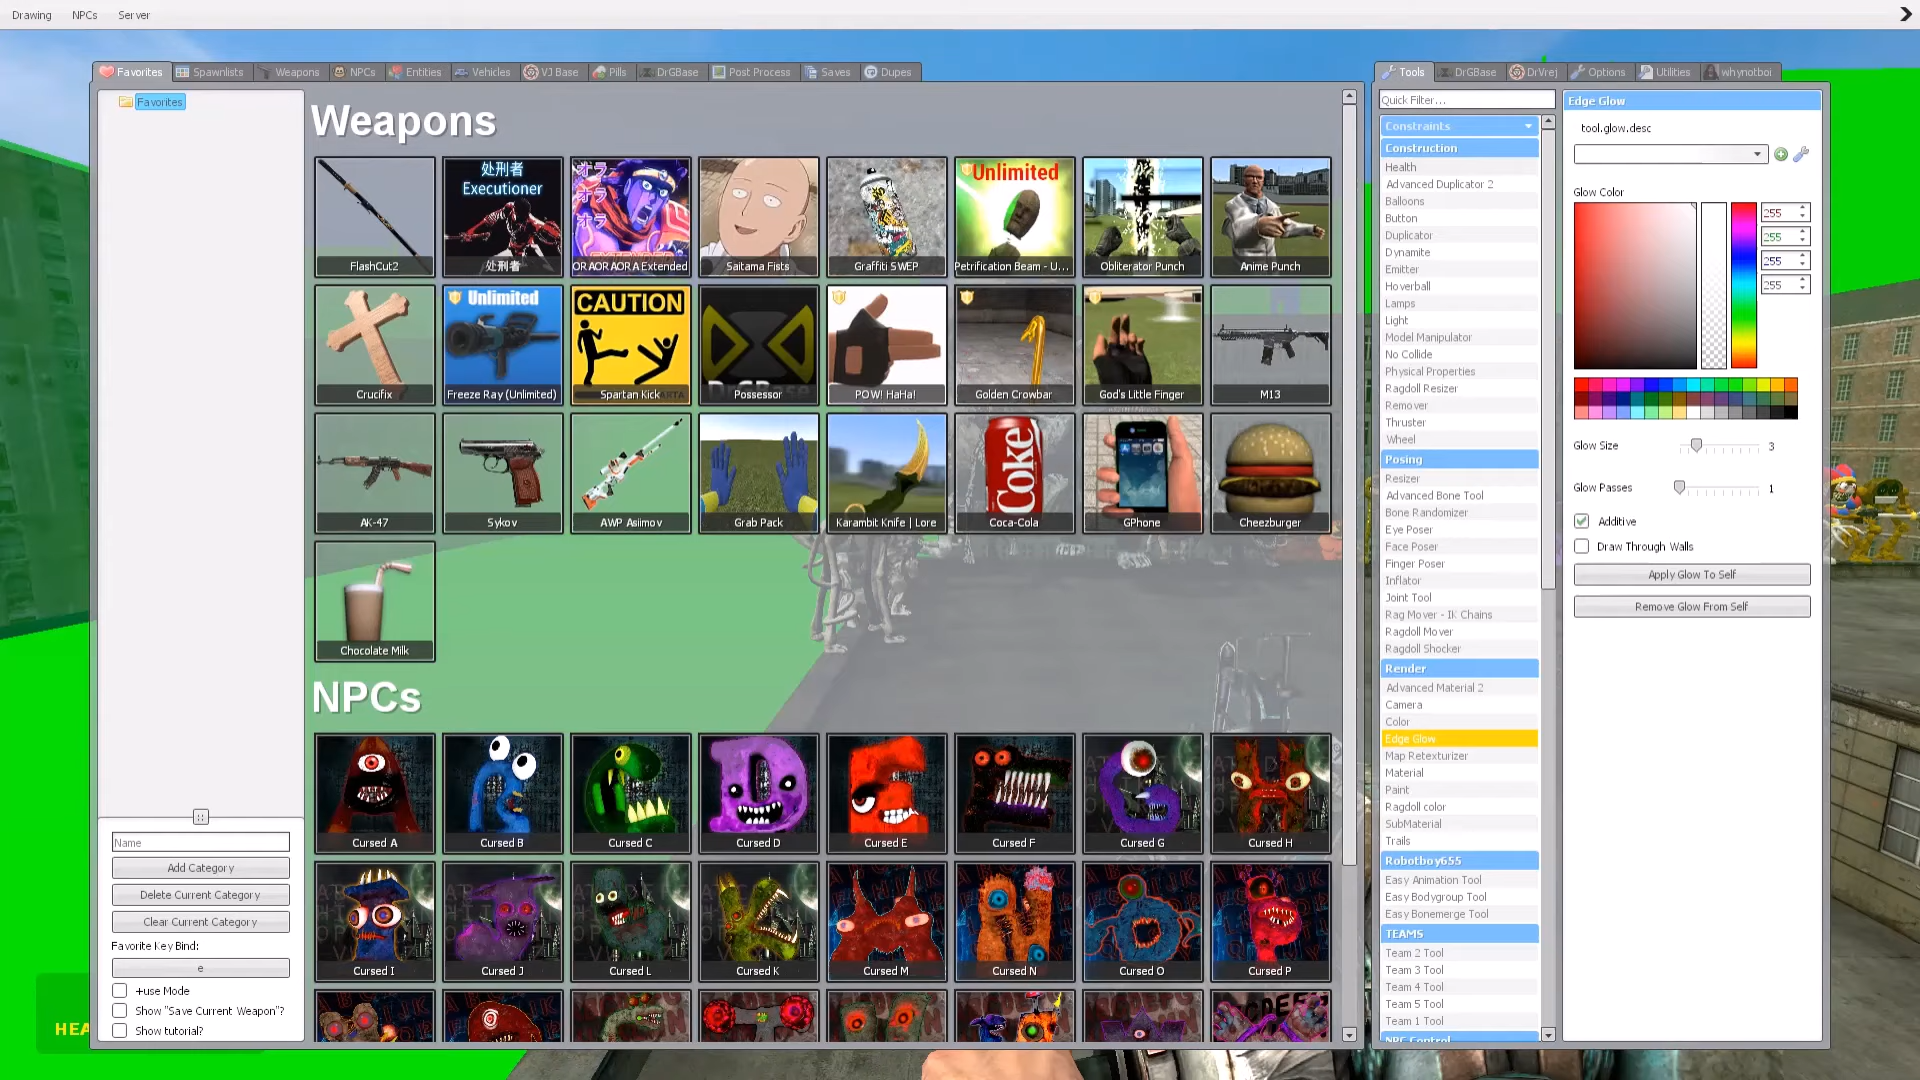 Drawing NPCs Server
Favorites Spawnlists Weapons NPCs Entities Vehicles VJ Base Pills DrGBase Post Process Saves Dupes
Favorites
Name
Add Category
Delete Current Category
Clear Current Category
Favorite Key Bind:
e
+use Mode
Show "Save Current Weapon"?
Show tutorial?
HEA
Weapons
处刑者
Executioner
オラ
オラ
オラ
Unlimited
FlashCut2 处刑者 ORAORAORA Extended Saitama Fists Graffiti SWEP Petrification Beam - U... Obliterator Punch Anime Punch
Unlimited
CAUTION
Crucifix Freeze Ray (Unlimited) Spartan Kick Possessor POW! HaHa! Golden Crowbar God's Little Finger M13
Coke
AK-47 Sykov AWP Asiimov Grab Pack Karambit Knife | Lore Coca-Cola GPhone Cheezburger
Chocolate Milk
NPCs
Cursed A Cursed B Cursed C Cursed D Cursed E Cursed F Cursed G Cursed H
Cursed I Cursed J Cursed L Cursed K Cursed M Cursed N Cursed O Cursed P
Tools DrGBase DrVrej Options Utilities whynotboi
Quick Filter...
Constraints
Construction
Health
Advanced Duplicator 2
Balloons
Button
Duplicator
Dynamite
Emitter
Hoverball
Lamps
Light
Model Manipulator
No Collide
Physical Properties
Ragdoll Resizer
Remover
Thruster
Wheel
Posing
Resizer
Advanced Bone Tool
Bone Randomizer
Eye Poser
Face Poser
Finger Poser
Inflator
Joint Tool
Rag Mover - IK Chains
Ragdoll Mover
Ragdoll Shocker
Render
Advanced Material 2
Camera
Color
Edge Glow
Map Retexturizer
Material
Paint
Ragdoll color
SubMaterial
Trails
Robotboy655
Easy Animation Tool
Easy Bodygroup Tool
Easy Bonemerge Tool
TEAMS
Team 2 Tool
Team 3 Tool
Team 4 Tool
Team 5 Tool
Team 1 Tool
NPC Control
Edge Glow
tool.glow.desc
Glow Color
255
255
255
255
Glow Size 3
Glow Passes 1
Additive
Draw Through Walls
Apply Glow To Self
Remove Glow From Self